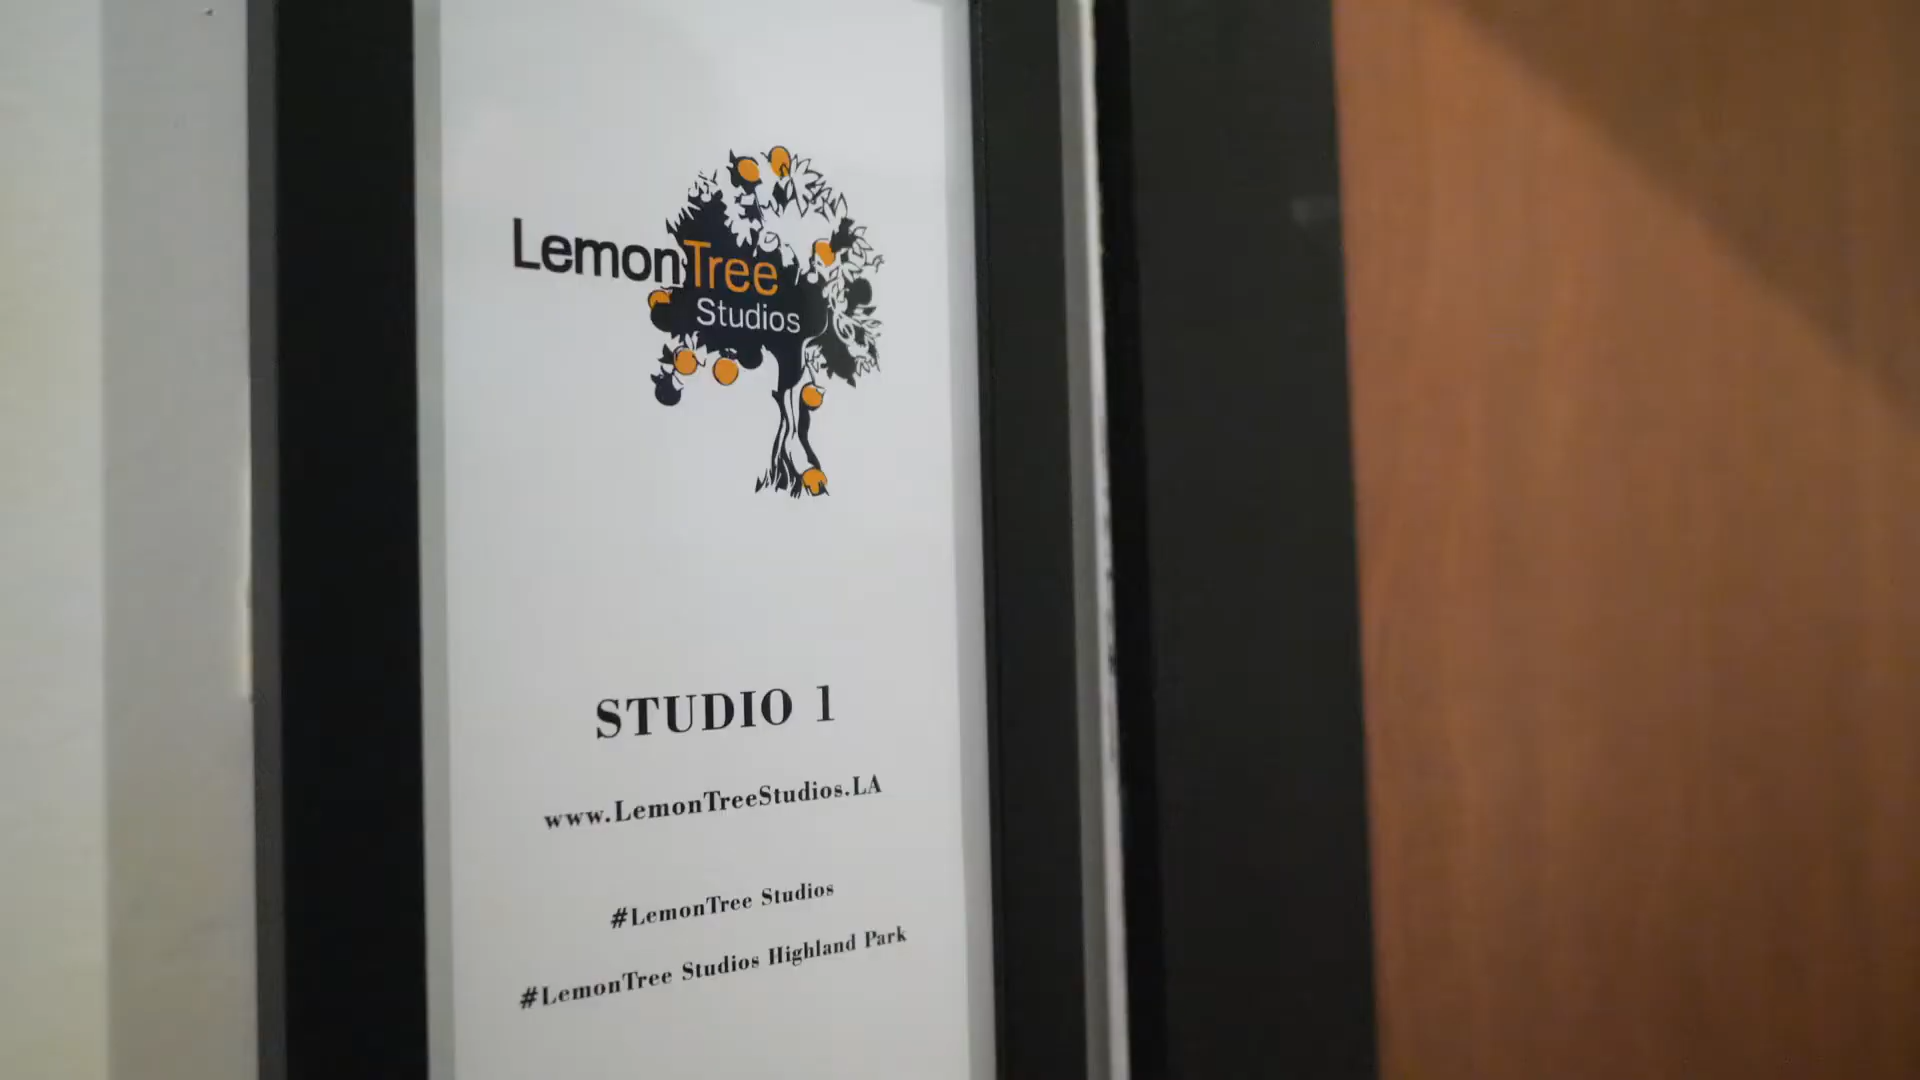 LemonTree
Studios
STUDIO 1
www.LemonTreeStudios.LA
#LemonTree Studios
#LemonTree Studios Highland Park